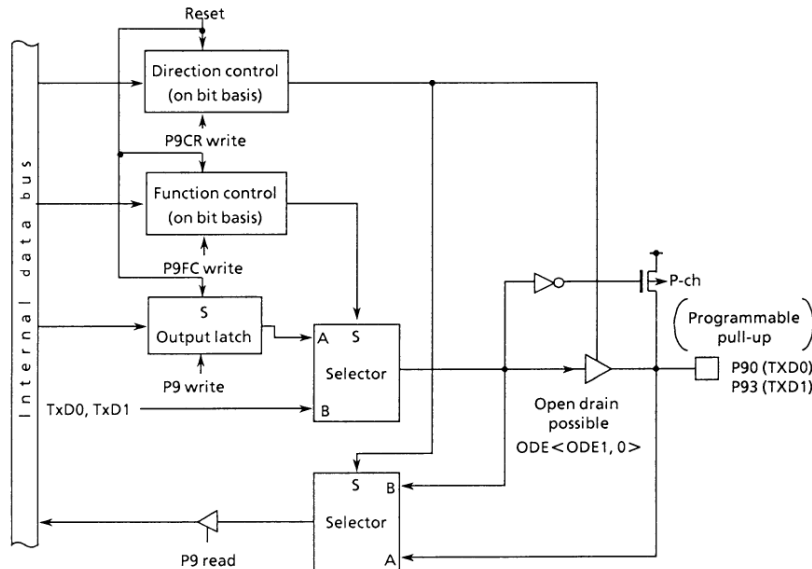 Reset
Direction control
(on bit basis)
P9CR write
Function control
(on bit basis)
P9FC write
S
Output latch
P9 write
TxD0, TxD1
Internal data bus
A
S
Selector
B
P-ch
Programmable
pull-up
P90 (TXD0)
P93 (TXD1)
Open drain
possible
ODE<ODE1, 0>
S
B
Selector
A
P9 read